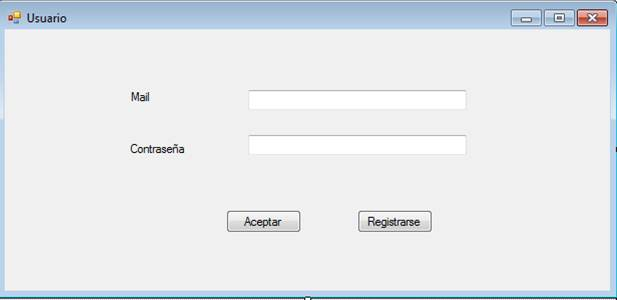 Usuario
Mail
Contraseña
Aceptar Registrarse